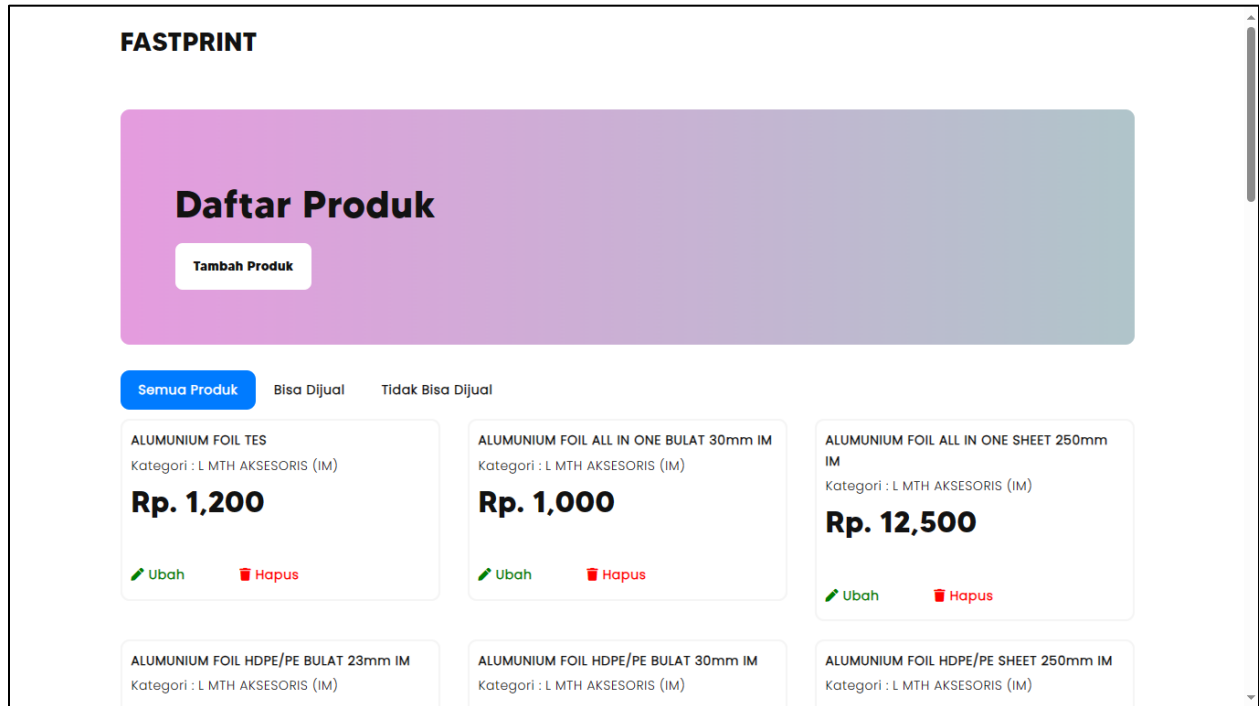 FASTPRINT
Daftar Produk
Tambah Produk
Semua Produk
Bisa Dijual
Tidak Bisa Dijual
ALUMUNIUM FOIL TES
Kategori : L MTH AKSESORIS (IM)
Rp. 1,200
Ubah
Hapus
ALUMUNIUM FOIL ALL IN ONE BULAT 30mm IM
Kategori : L MTH AKSESORIS (IM)
Rp. 1,000
Ubah
Hapus
ALUMUNIUM FOIL ALL IN ONE SHEET 250mm
IM
Kategori : L MTH AKSESORIS (IM)
Rp. 12,500
Ubah
Hapus
ALUMUNIUM FOIL HDPE/PE BULAT 23mm IM
Kategori : L MTH AKSESORIS (IM)
ALUMUNIUM FOIL HDPE/PE BULAT 30mm IM
Kategori : L MTH AKSESORIS (IM)
ALUMUNIUM FOIL HDPE/PE SHEET 250mm IM
Kategori : L MTH AKSESORIS (IM)